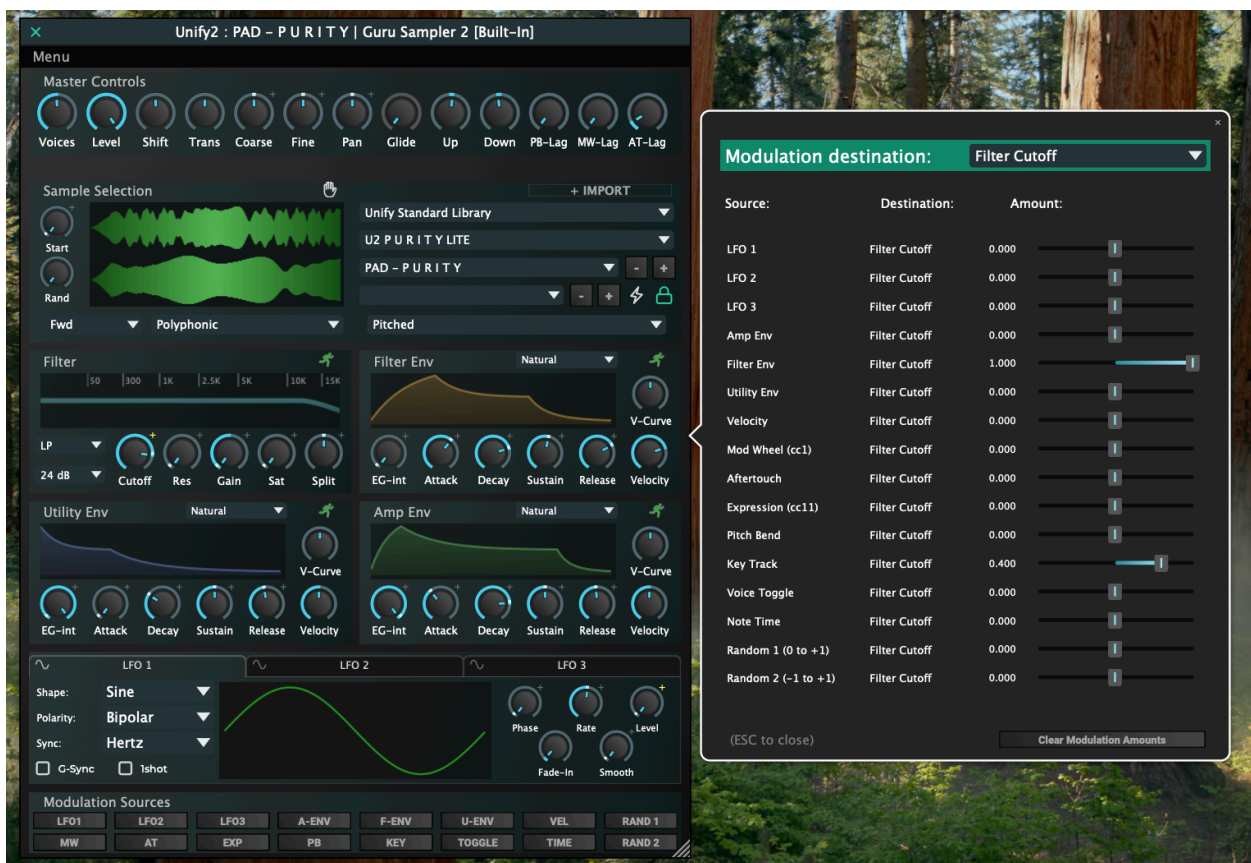 Unify2 : PAD – P U R I T Y | Guru Sampler 2 [Built-In]
Menu
Master Controls
Voices Level Shift Trans Coarse Fine Pan Glide Up Down PB-Lag MW-Lag AT-Lag
Sample Selection
+ IMPORT
Start
Rand
Unify Standard Library
U2 P U R I T Y LITE
PAD – P U R I T Y
- +
- +
Fwd Polyphonic Pitched
Filter
50 300 1K 2.5K 5K 10K 15K
LP
24 dB
Cutoff Res Gain Sat Split
Filter Env Natural
V-Curve
EG-int Attack Decay Sustain Release Velocity
Utility Env Natural
V-Curve
EG-int Attack Decay Sustain Release Velocity
Amp Env Natural
V-Curve
EG-int Attack Decay Sustain Release Velocity
LFO 1 LFO 2 LFO 3
Shape: Sine
Polarity: Bipolar
Sync: Hertz
G-Sync 1shot
Phase Rate Level
Fade-In Smooth
Modulation Sources
LFO1 LFO2 LFO3 A-ENV F-ENV U-ENV VEL RAND 1
MW AT EXP PB KEY TOGGLE TIME RAND 2
Modulation destination: Filter Cutoff
Source: Destination: Amount:
LFO 1 Filter Cutoff 0.000
LFO 2 Filter Cutoff 0.000
LFO 3 Filter Cutoff 0.000
Amp Env Filter Cutoff 0.000
Filter Env Filter Cutoff 1.000
Utility Env Filter Cutoff 0.000
Velocity Filter Cutoff 0.000
Mod Wheel (cc1) Filter Cutoff 0.000
Aftertouch Filter Cutoff 0.000
Expression (cc11) Filter Cutoff 0.000
Pitch Bend Filter Cutoff 0.000
Key Track Filter Cutoff 0.400
Voice Toggle Filter Cutoff 0.000
Note Time Filter Cutoff 0.000
Random 1 (0 to +1) Filter Cutoff 0.000
Random 2 (-1 to +1) Filter Cutoff 0.000
(ESC to close) Clear Modulation Amounts